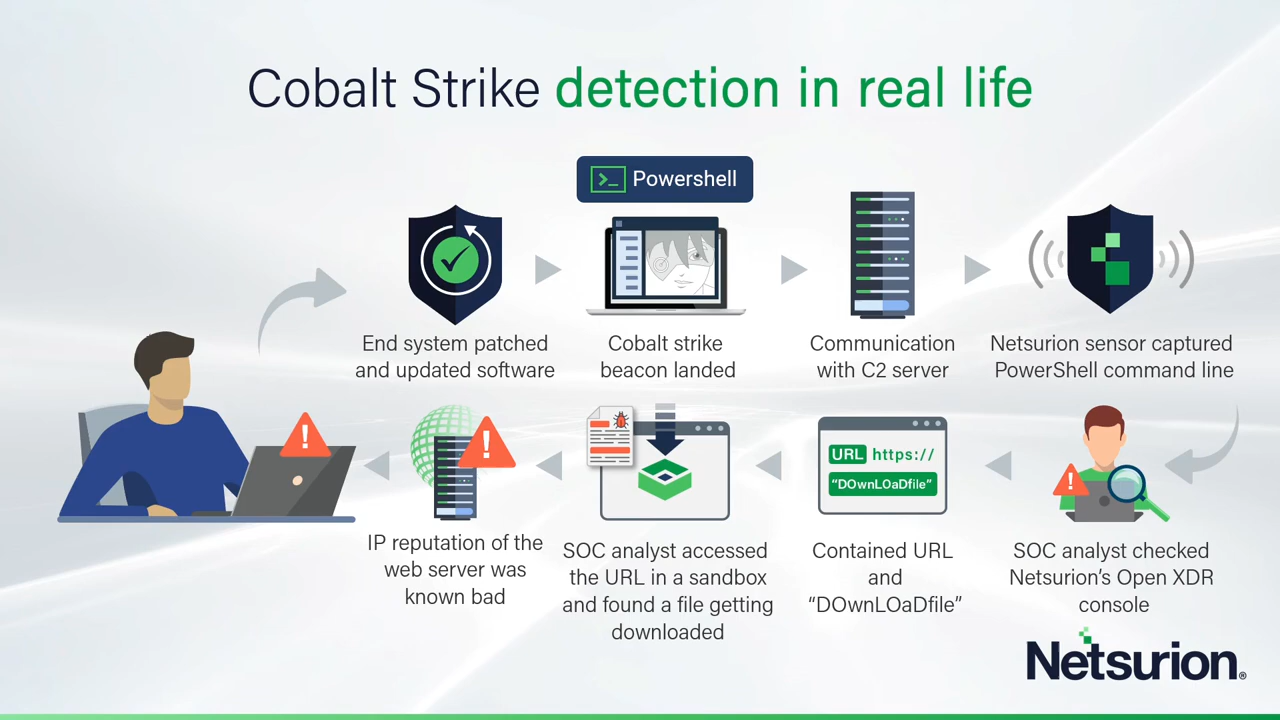 Cobalt Strike detection in real life
Powershell
End system patched
and updated software
Cobalt strike
beacon landed
Communication
with C2 server
Netsurion sensor captured
PowerShell command line
URL https://
“DOwnLOaDfile”
IP reputation of the
web server was
known bad
SOC analyst accessed
the URL in a sandbox
and found a file getting
downloaded
Contained URL
and
“DOwnLOaDfile”
SOC analyst checked
Netsurion’s Open XDR
console
Netsurion®